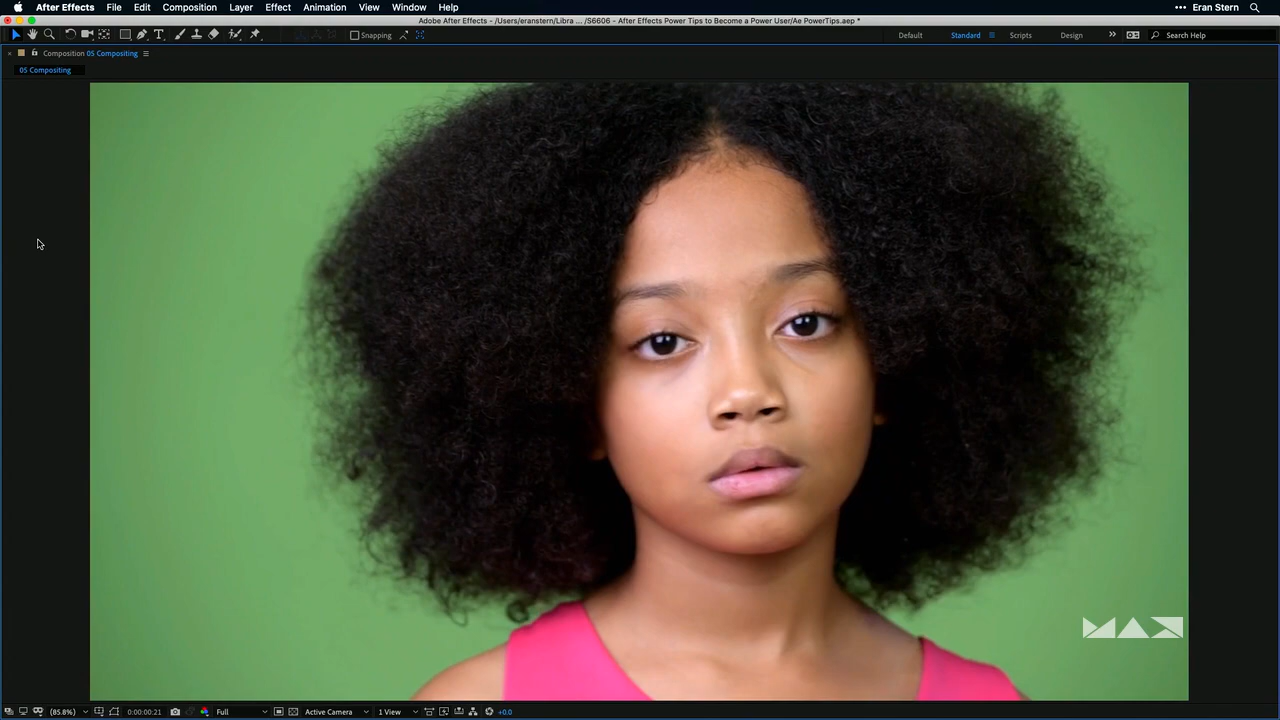 After Effects File Edit Composition Layer Effect Animation View Window Help Eran Stern
Adobe After Effects - /Users/eranstern/Libra ... /S6606 - After Effects Power Tips to Become a Power User/Ae PowerTips.aep *
Snapping Default Standard Scripts Design Search Help
Composition 05 Compositing
05 Compositing
MAX
(85.8%) 0:00:00:21 Full Active Camera 1 View +0.0